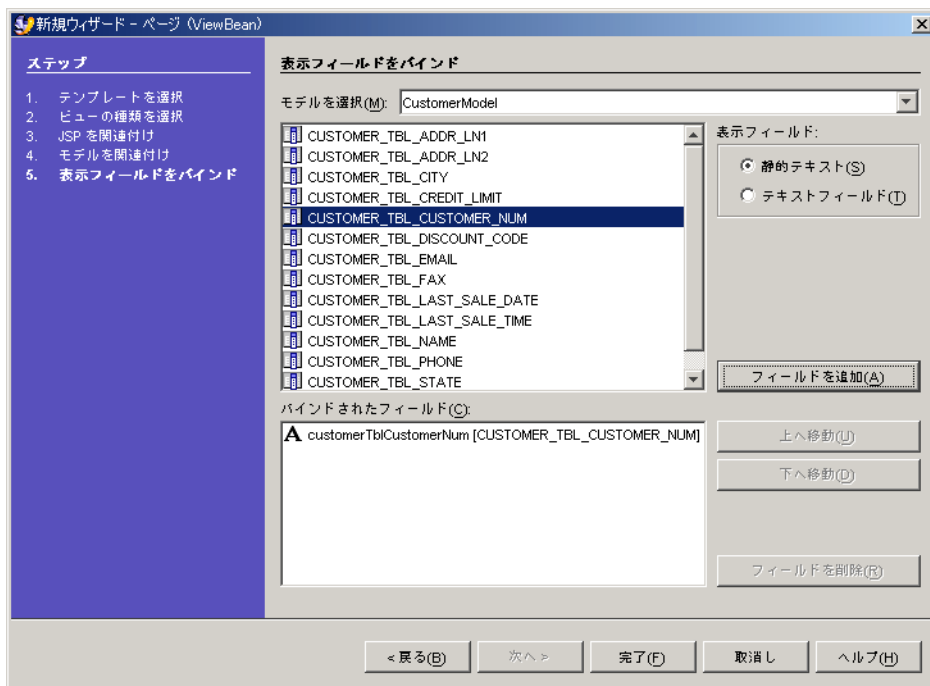 新規ウィザード - ページ (ViewBean)
ステップ
1. テンプレートを選択
2. ビューの種類を選択
3. JSP を関連付け
4. モデルを関連付け
5. 表示フィールドをバインド
表示フィールドをバインド
モデルを選択(M): CustomerModel
CUSTOMER_TBL_ADDR_LN1
CUSTOMER_TBL_ADDR_LN2
CUSTOMER_TBL_CITY
CUSTOMER_TBL_CREDIT_LIMIT
CUSTOMER_TBL_CUSTOMER_NUM
CUSTOMER_TBL_DISCOUNT_CODE
CUSTOMER_TBL_EMAIL
CUSTOMER_TBL_FAX
CUSTOMER_TBL_LAST_SALE_DATE
CUSTOMER_TBL_LAST_SALE_TIME
CUSTOMER_TBL_NAME
CUSTOMER_TBL_PHONE
CUSTOMER_TBL_STATE
表示フィールド:
静的テキスト(S)
テキストフィールド(T)
フィールドを追加(A)
バインドされたフィールド(C):
A customerTblCustomerNum [CUSTOMER_TBL_CUSTOMER_NUM]
上へ移動(U)
下へ移動(D)
フィールドを削除(R)
< 戻る(B)
次へ >
完了(F)
取消し
ヘルプ(H)